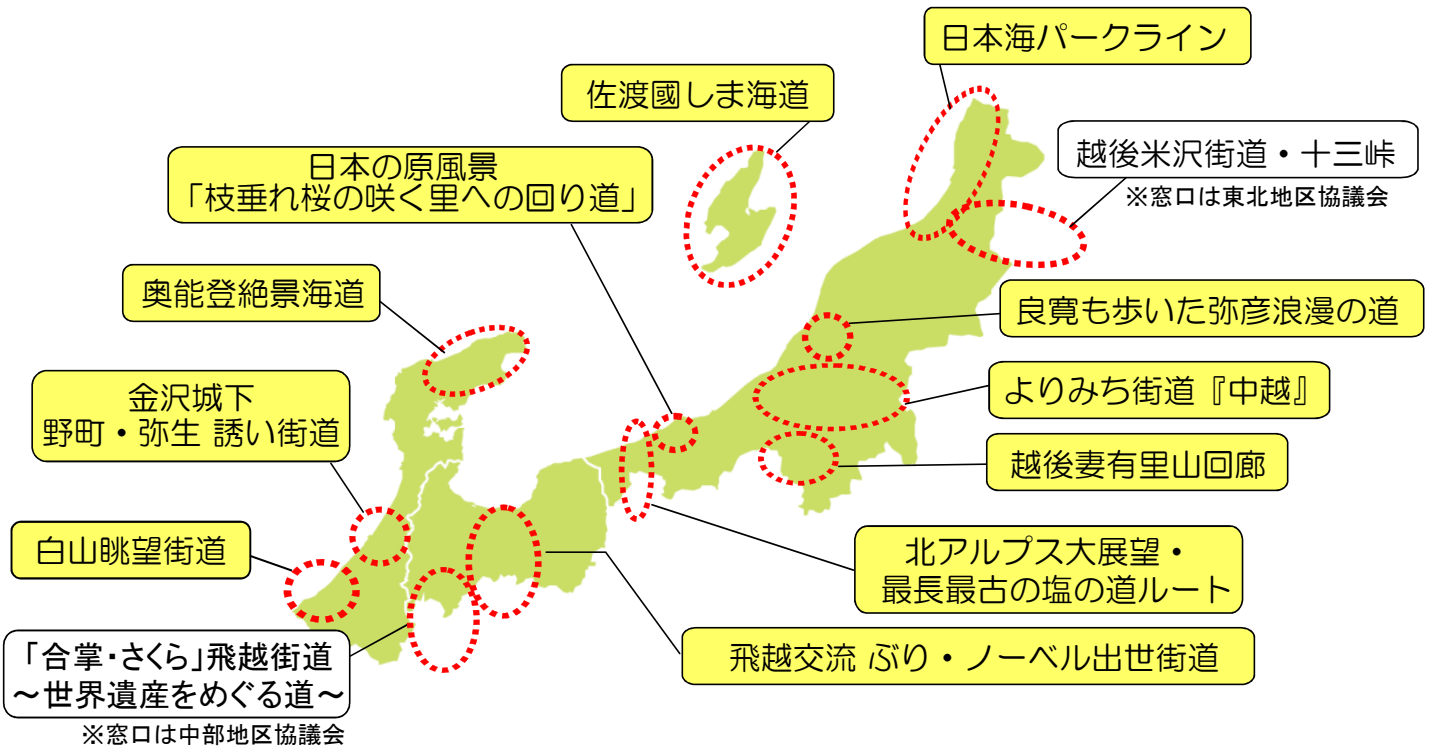 日本海パークライン
佐渡國しま海道
越後米沢街道・十三峠
※窓口は東北地区協議会
日本の原風景
「枝垂れ桜の咲く里への回り道」
奥能登絶景海道
良寛も歩いた弥彦浪漫の道
金沢城下
野町・弥生 誘い街道
よりみち街道『中越』
越後妻有里山回廊
白山眺望街道
北アルプス大展望・
最長最古の塩の道ルート
「合掌・さくら」飛越街道
～世界遺産をめぐる道～
※窓口は中部地区協議会
飛越交流 ぶり・ノーベル出世街道